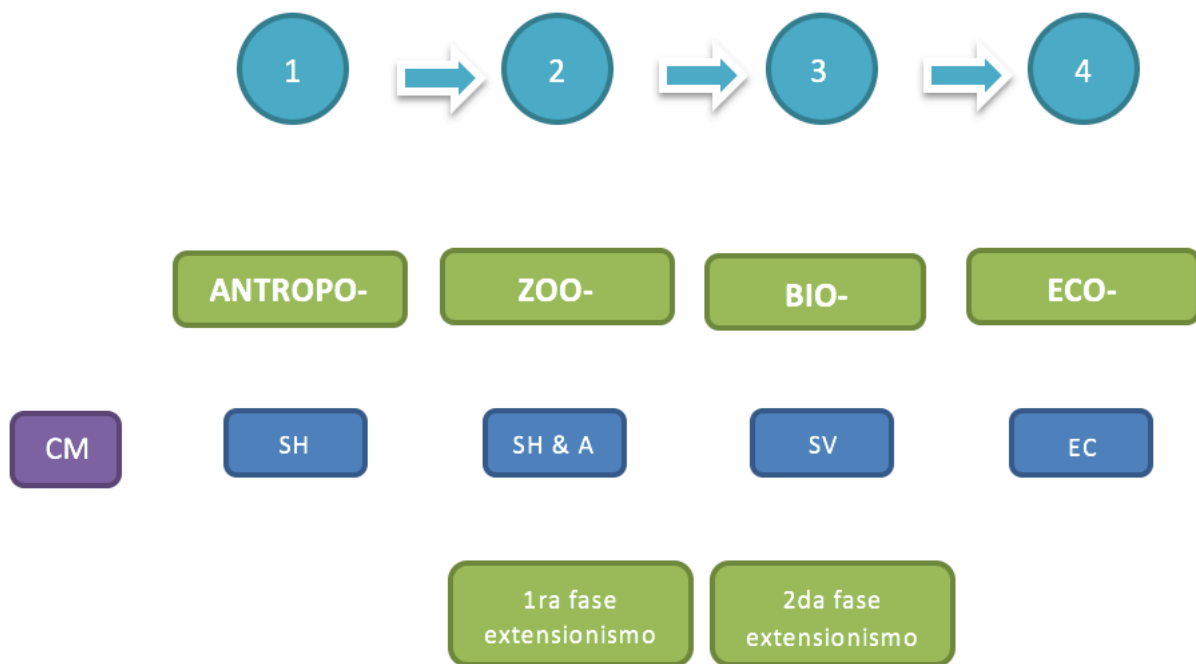 1
2
3
4
ANTROPO-
ZOO-
BIO-
ECO-
CM
SH
SH & A
SV
EC
1ra fase
extensionismo
2da fase
extensionismo